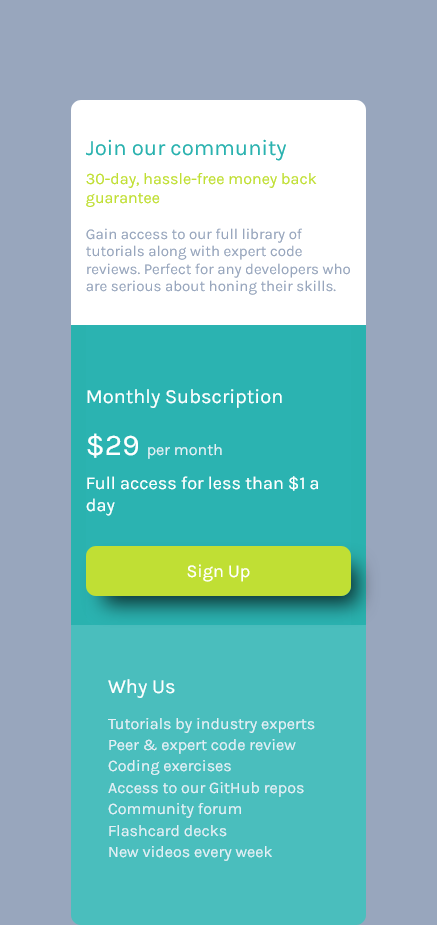 Join our community
30-day, hassle-free money back
guarantee
Gain access to our full library of
tutorials along with expert code
reviews. Perfect for any developers who
are serious about honing their skills.
Monthly Subscription
$29 per month
Full access for less than $1 a
day
Sign Up
Why Us
Tutorials by industry experts
Peer & expert code review
Coding exercises
Access to our GitHub repos
Community forum
Flashcard decks
New videos every week